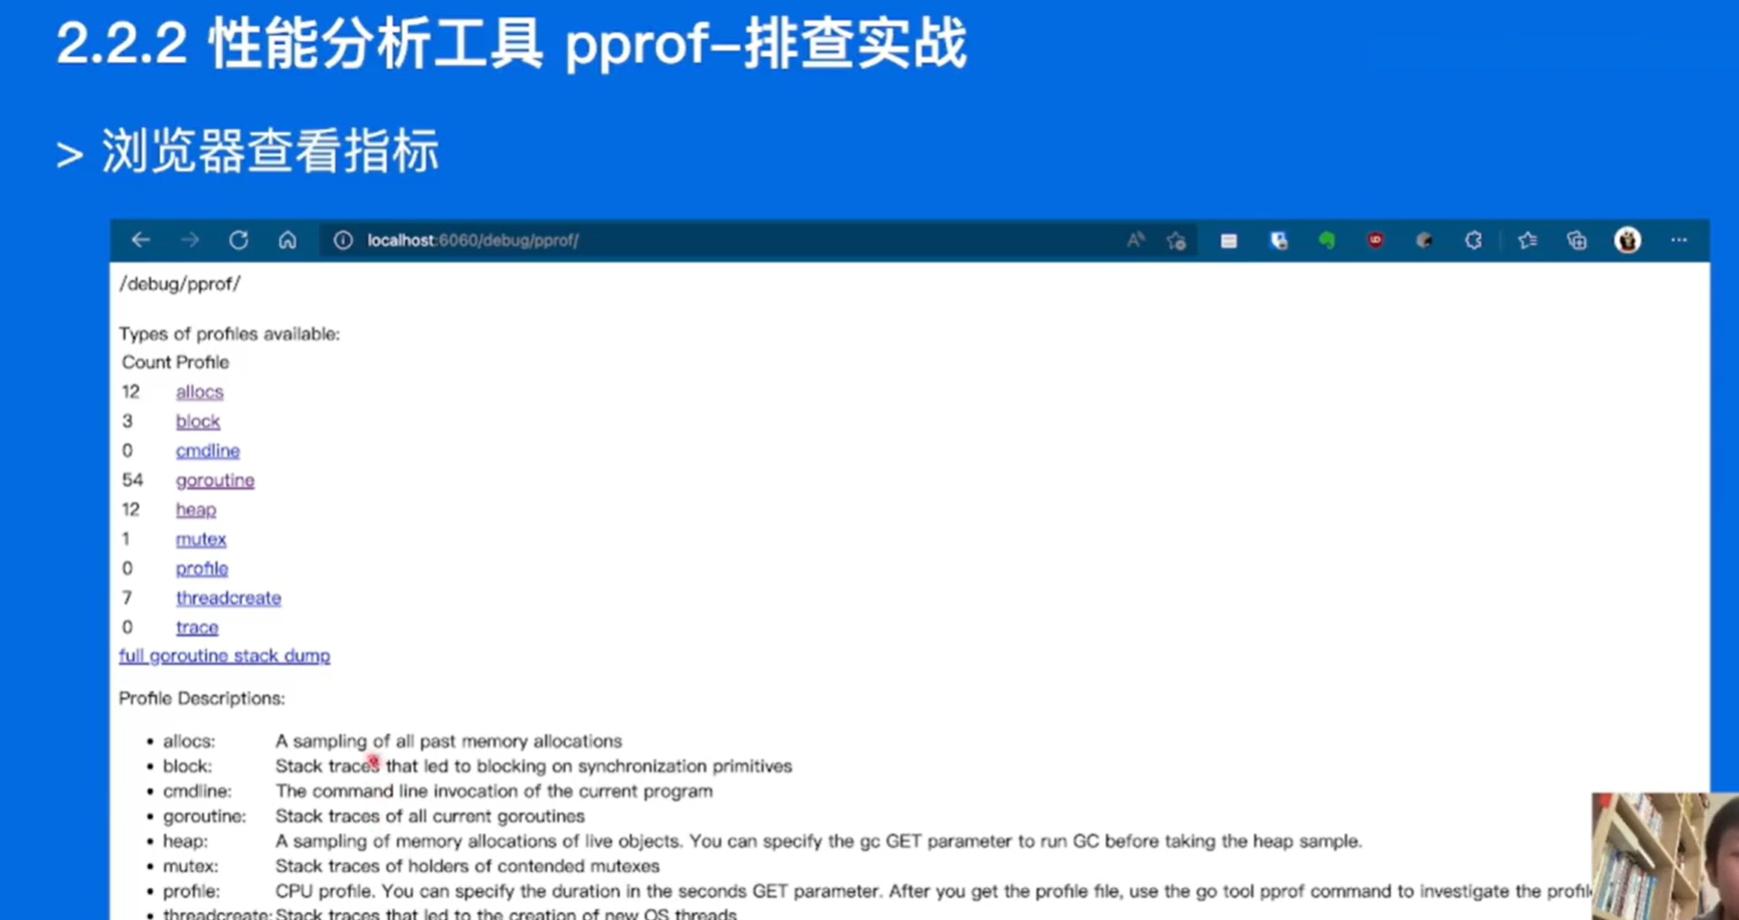 2.2.2 性能分析工具 pprof-排查实战
> 浏览器查看指标
localhost:6060/debug/pprof/
/debug/pprof/
Types of profiles available:
Count Profile
12 allocs
3 block
0 cmdline
54 goroutine
12 heap
1 mutex
0 profile
7 threadcreate
0 trace
full goroutine stack dump
Profile Descriptions:
• allocs: A sampling of all past memory allocations
• block: Stack traces that led to blocking on synchronization primitives
• cmdline: The command line invocation of the current program
• goroutine: Stack traces of all current goroutines
• heap: A sampling of memory allocations of live objects. You can specify the gc GET parameter to run GC before taking the heap sample.
• mutex: Stack traces of holders of contended mutexes
• profile: CPU profile. You can specify the duration in the seconds GET parameter. After you get the profile file, use the go tool pprof command to investigate the
• threadcreate: Stack traces that led to the creation of new OS threads